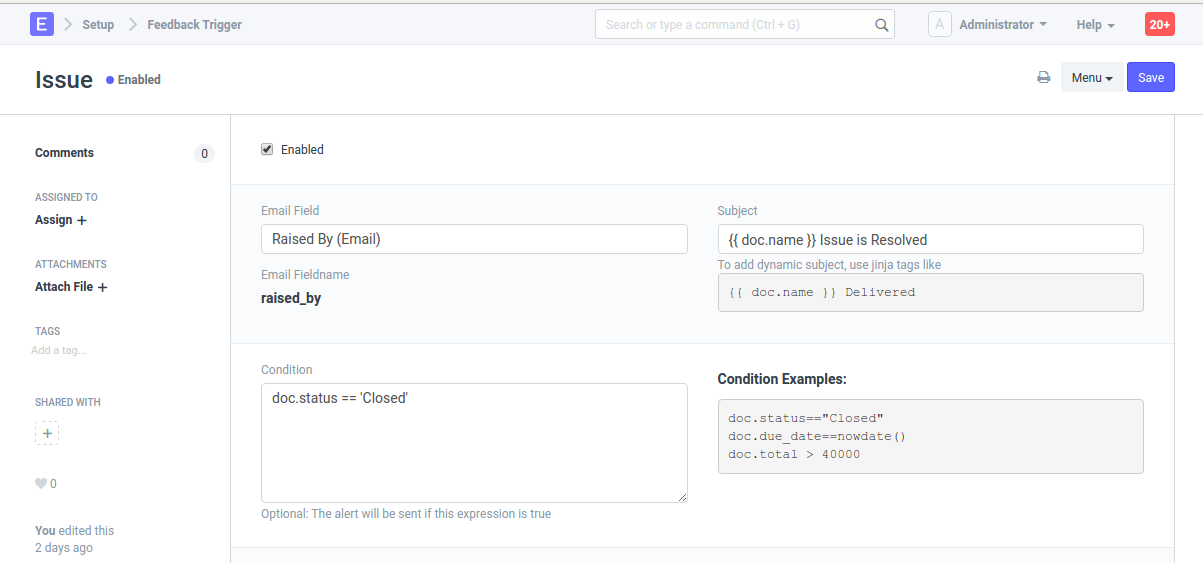 E Setup Feedback Trigger Search or type a command (Ctrl + G) A Administrator Help 20+
Issue Enabled Menu Save
Comments 0
ASSIGNED TO
Assign +
ATTACHMENTS
Attach File +
TAGS
Add a tag...
SHARED WITH
+
0
You edited this
2 days ago
Enabled
Email Field
Raised By (Email)
Email Fieldname
raised_by
Subject
{{ doc.name }} Issue is Resolved
To add dynamic subject, use jinja tags like
{{ doc.name }} Delivered
Condition
doc.status == 'Closed'
Optional: The alert will be sent if this expression is true
Condition Examples:
doc.status=="Closed"
doc.due_date==nowdate()
doc.total > 40000